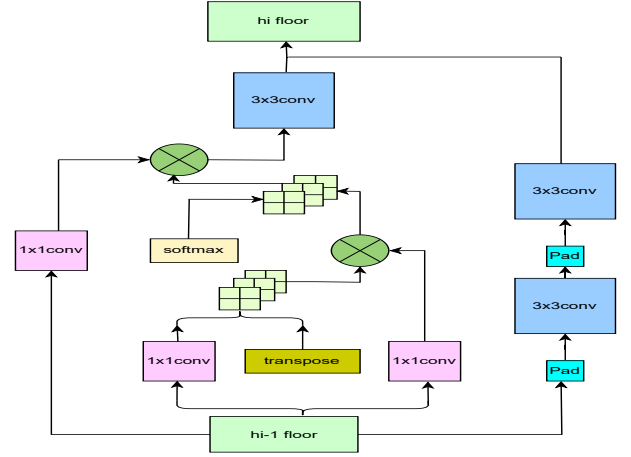 hi floor
3x3conv
3x3conv
1x1conv
softmax
Pad
3x3conv
1x1conv
transpose
1x1conv
Pad
hi-1 floor